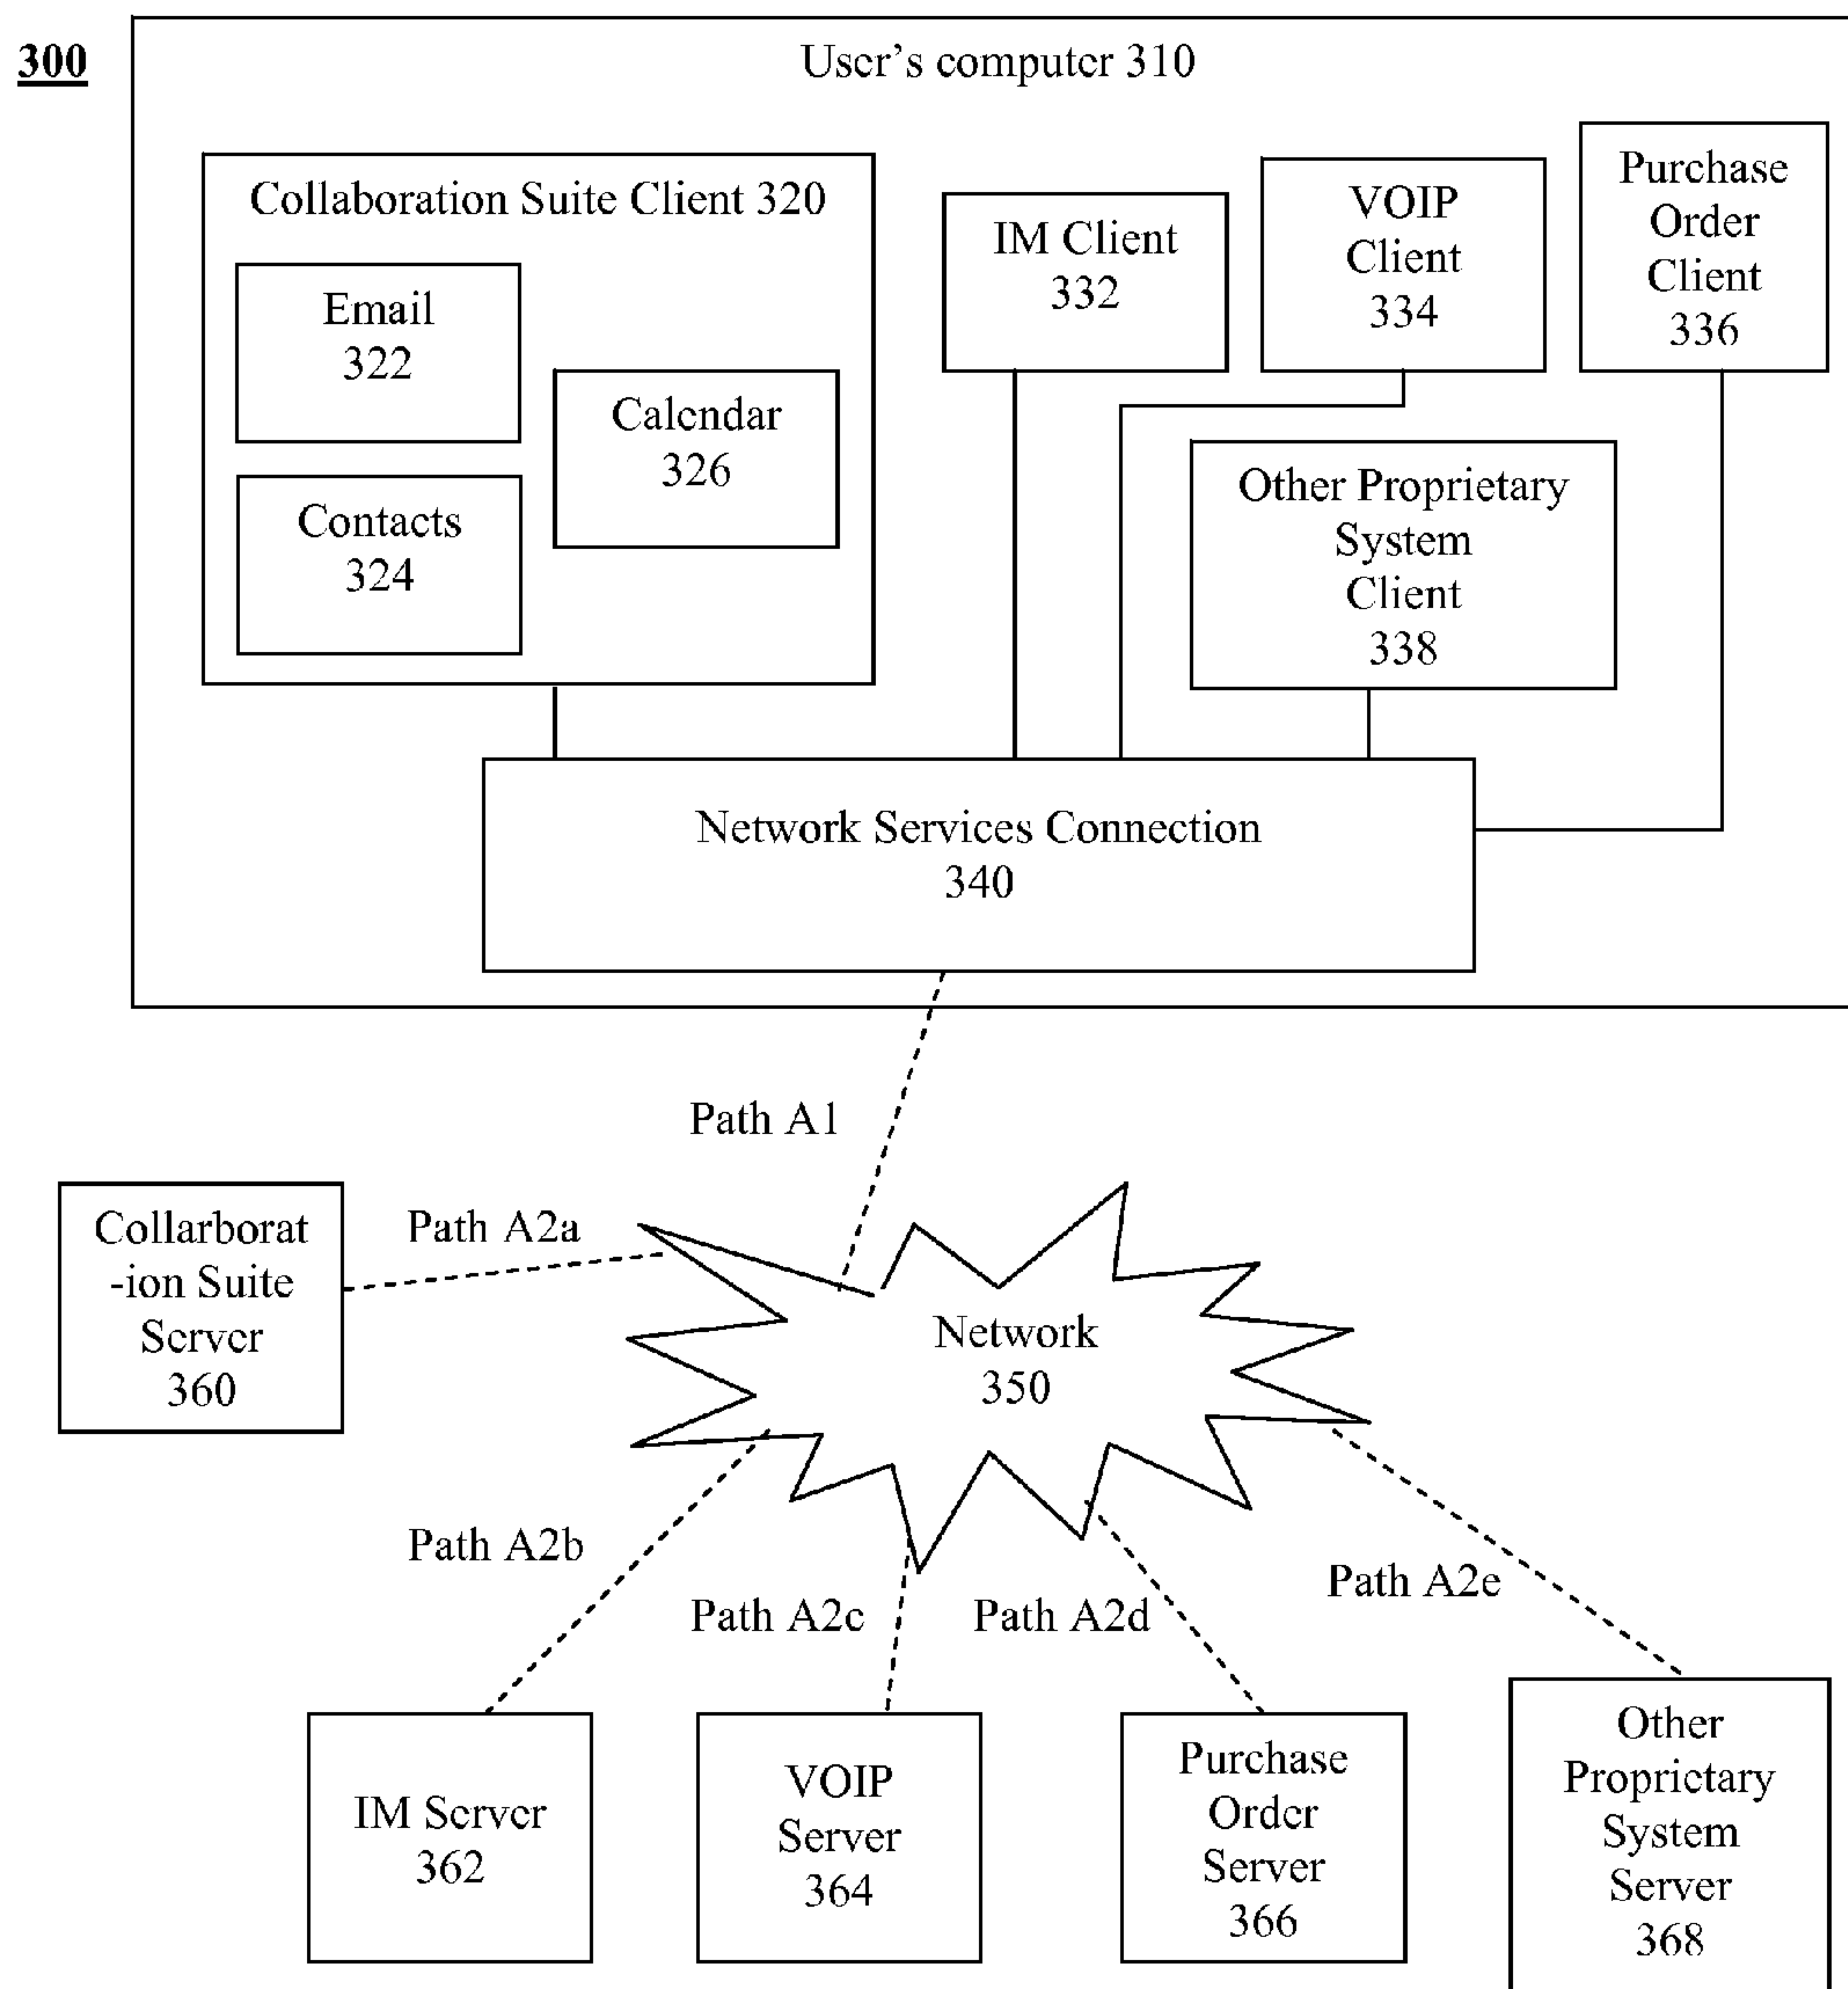 300
User's computer 310
Collaboration Suite Client 320
Email
322
Contacts
324
Calendar
326
IM Client
332
VOIP
Client
334
Purchase
Order
Client
336
Other Proprietary
System
Client
338
Network Services Connection
340
Path A1
Collarborat
-ion Suite
Server
360
Path A2a
Network
350
Path A2b
Path A2c
Path A2d
Path A2e
IM Server
362
VOIP
Server
364
Purchase
Order
Server
366
Other
Proprietary
System
Server
368